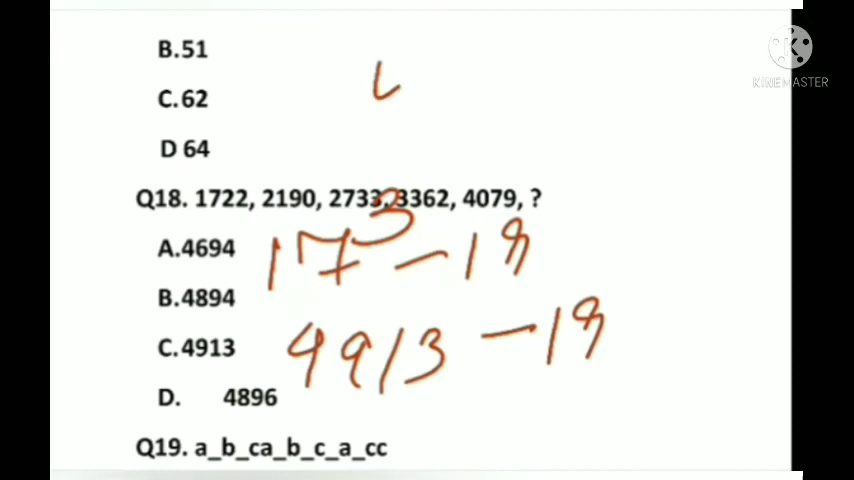 B.51
C.62
D 64
Q18. 1722, 2190, 2733, 3362, 4079, ?
A.4694
B.4894
C.4913
D. 4896
17³ - 19
4913 - 19
Q19. a_b_ca_b_c_a_cc
KINEMASTER